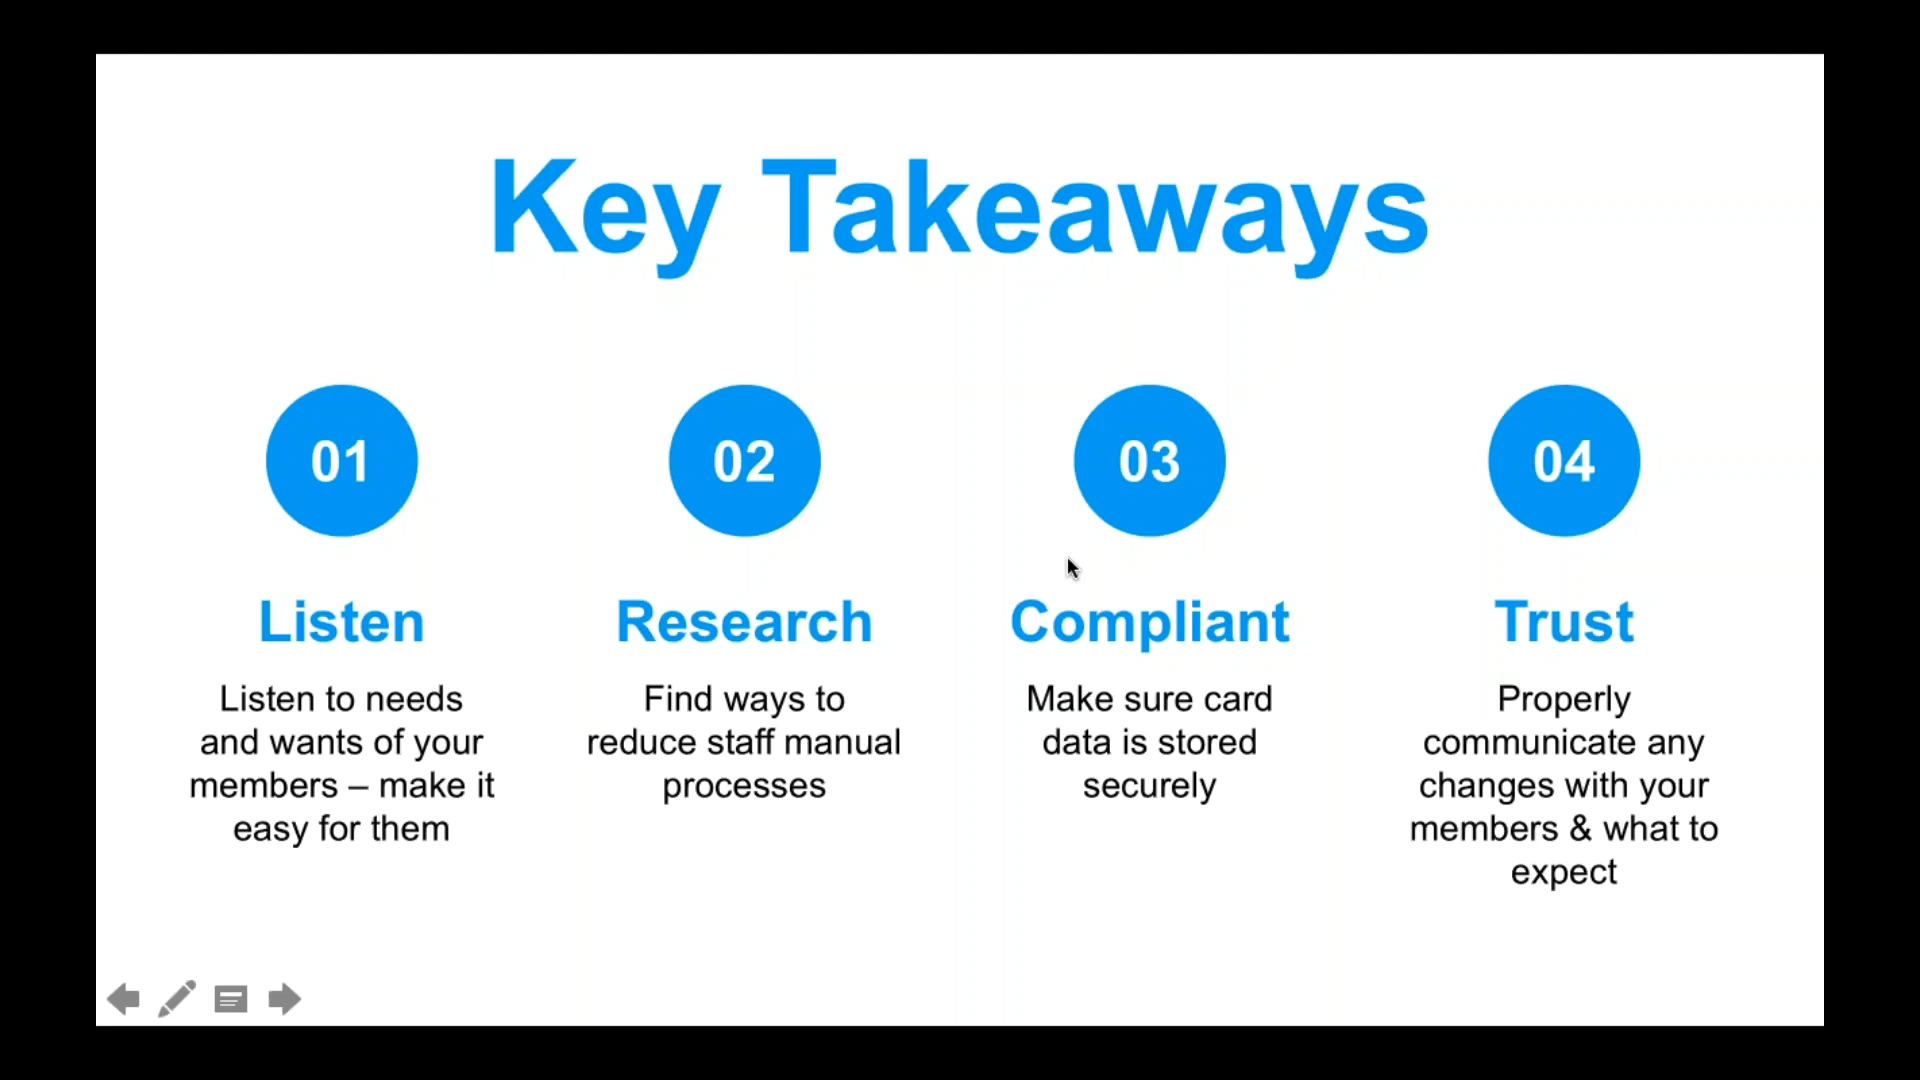 Key Takeaways
01
02
03
04
Listen
Research
Compliant
Trust
Listen to needs
and wants of your
members – make it
easy for them
Find ways to
reduce staff manual
processes
Make sure card
data is stored
securely
Properly
communicate any
changes with your
members & what to
expect